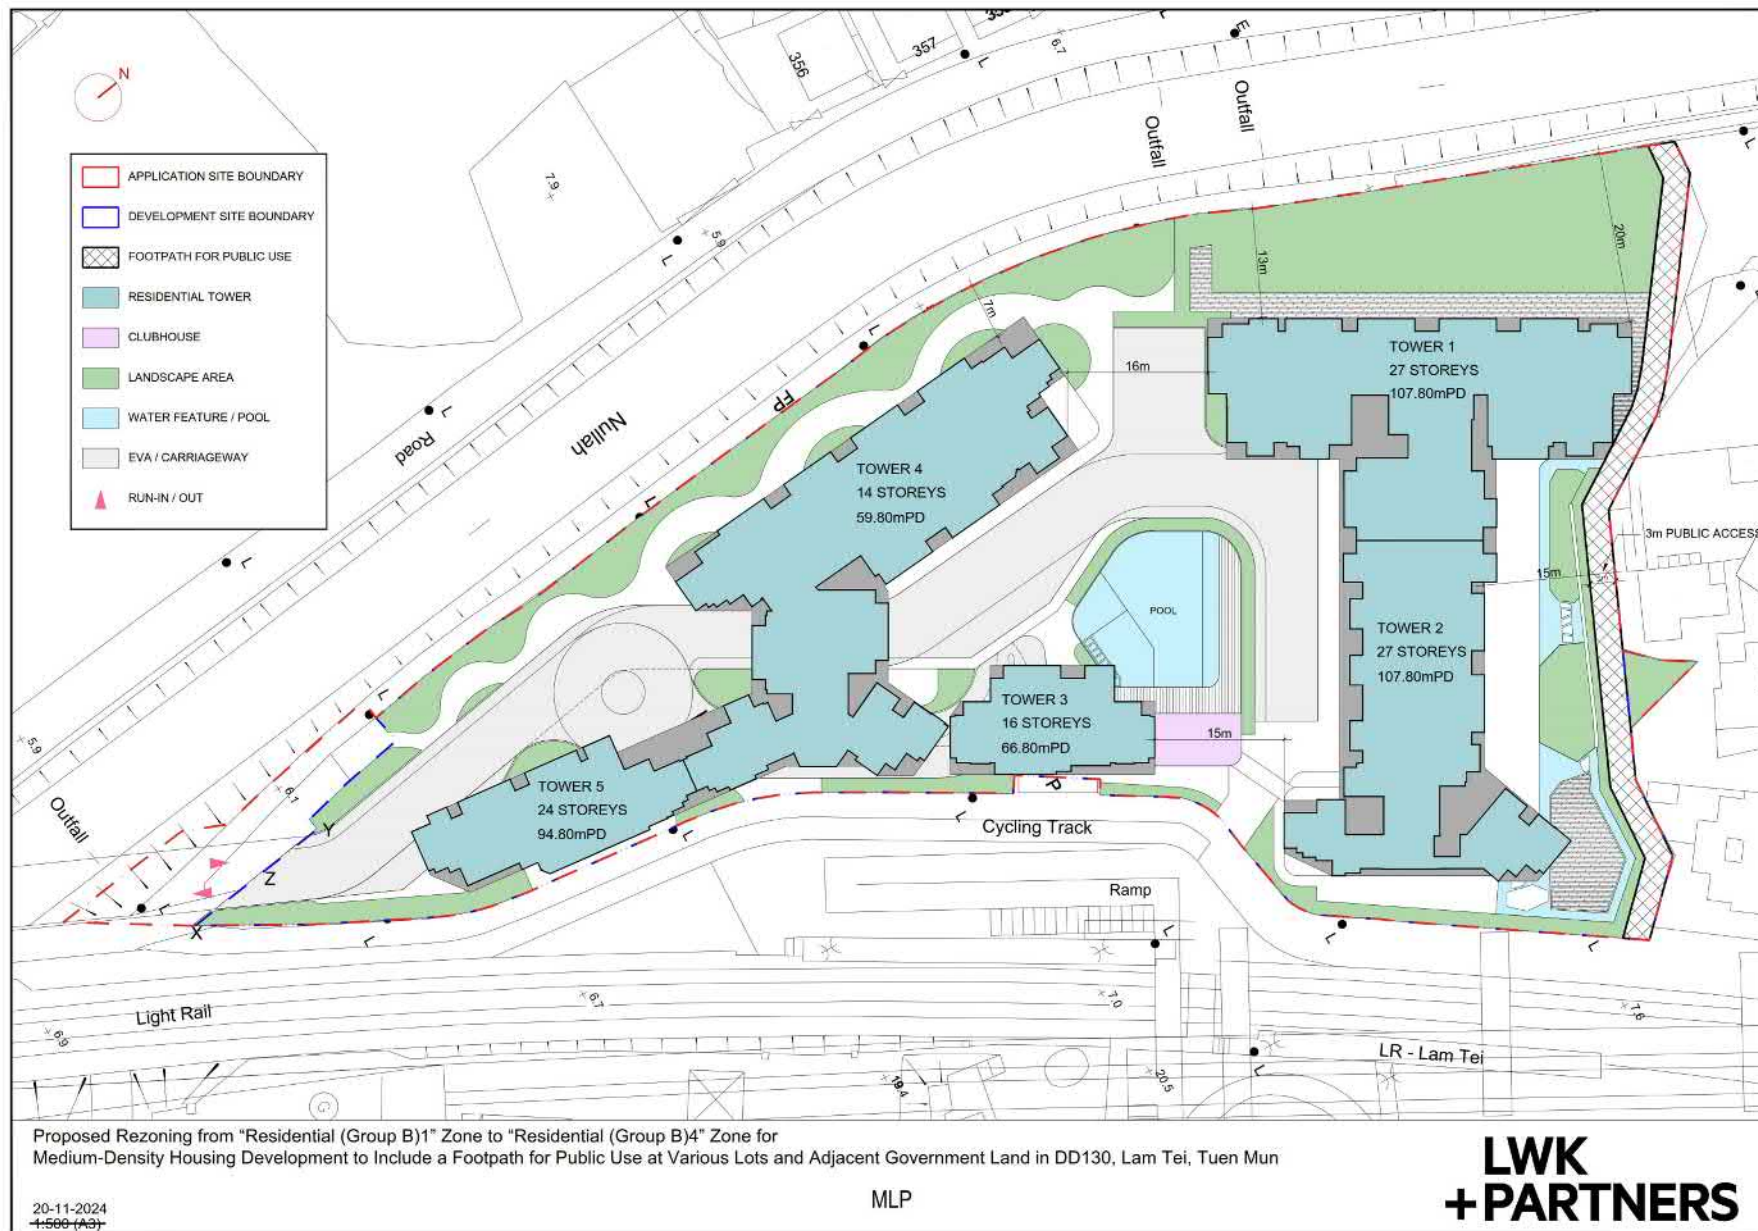 N
APPLICATION SITE BOUNDARY
DEVELOPMENT SITE BOUNDARY
FOOTPATH FOR PUBLIC USE
RESIDENTIAL TOWER
CLUBHOUSE
LANDSCAPE AREA
WATER FEATURE / POOL
EVA / CARRIAGEWAY
RUN-IN / OUT
356
357
6.7
E
L
L
L
7.9
5.9
L
L
L
L
L
L
Outfall
Outfall
Road
Nullah
FP
7m
13m
20m
16m
TOWER 1
27 STOREYS
107.80mPD
TOWER 4
14 STOREYS
59.80mPD
3m PUBLIC ACCESS
15m
POOL
TOWER 2
27 STOREYS
107.80mPD
TOWER 3
16 STOREYS
66.80mPD
15m
TOWER 5
24 STOREYS
94.80mPD
5.9
6.1
Outfall
L
L
Y
Z
X
P
L
L
L
Cycling Track
Ramp
L
L
L
Light Rail
6.9
6.7
7.0
7.6
LR - Lam Tei
L
19.4
20.5
G
Proposed Rezoning from “Residential (Group B)1” Zone to “Residential (Group B)4” Zone for
Medium-Density Housing Development to Include a Footpath for Public Use at Various Lots and Adjacent Government Land in DD130, Lam Tei, Tuen Mun
MLP
20-11-2024
1:500 (A3)
LWK
+PARTNERS